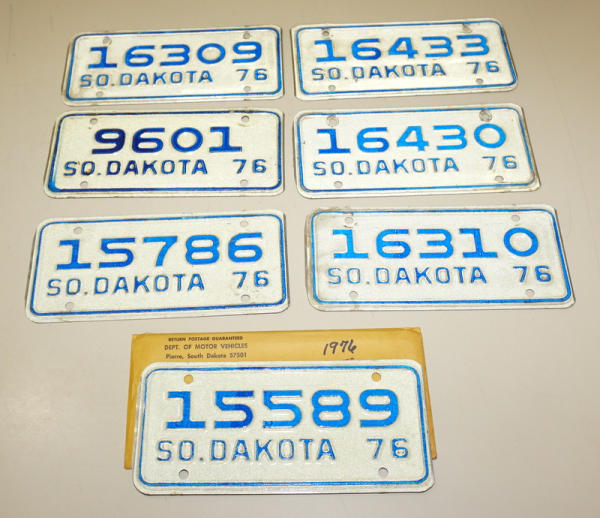 16309
SO.DAKOTA 76
16433
SO.DAKOTA 76
9601
SO.DAKOTA 76
16430
SO.DAKOTA 76
15786
SO.DAKOTA 76
16310
SO.DAKOTA 76
RETURN POSTAGE GUARANTEED
DEPT. OF MOTOR VEHICLES
Pierre, South Dakota 57501
1976
15589
SO.DAKOTA 76